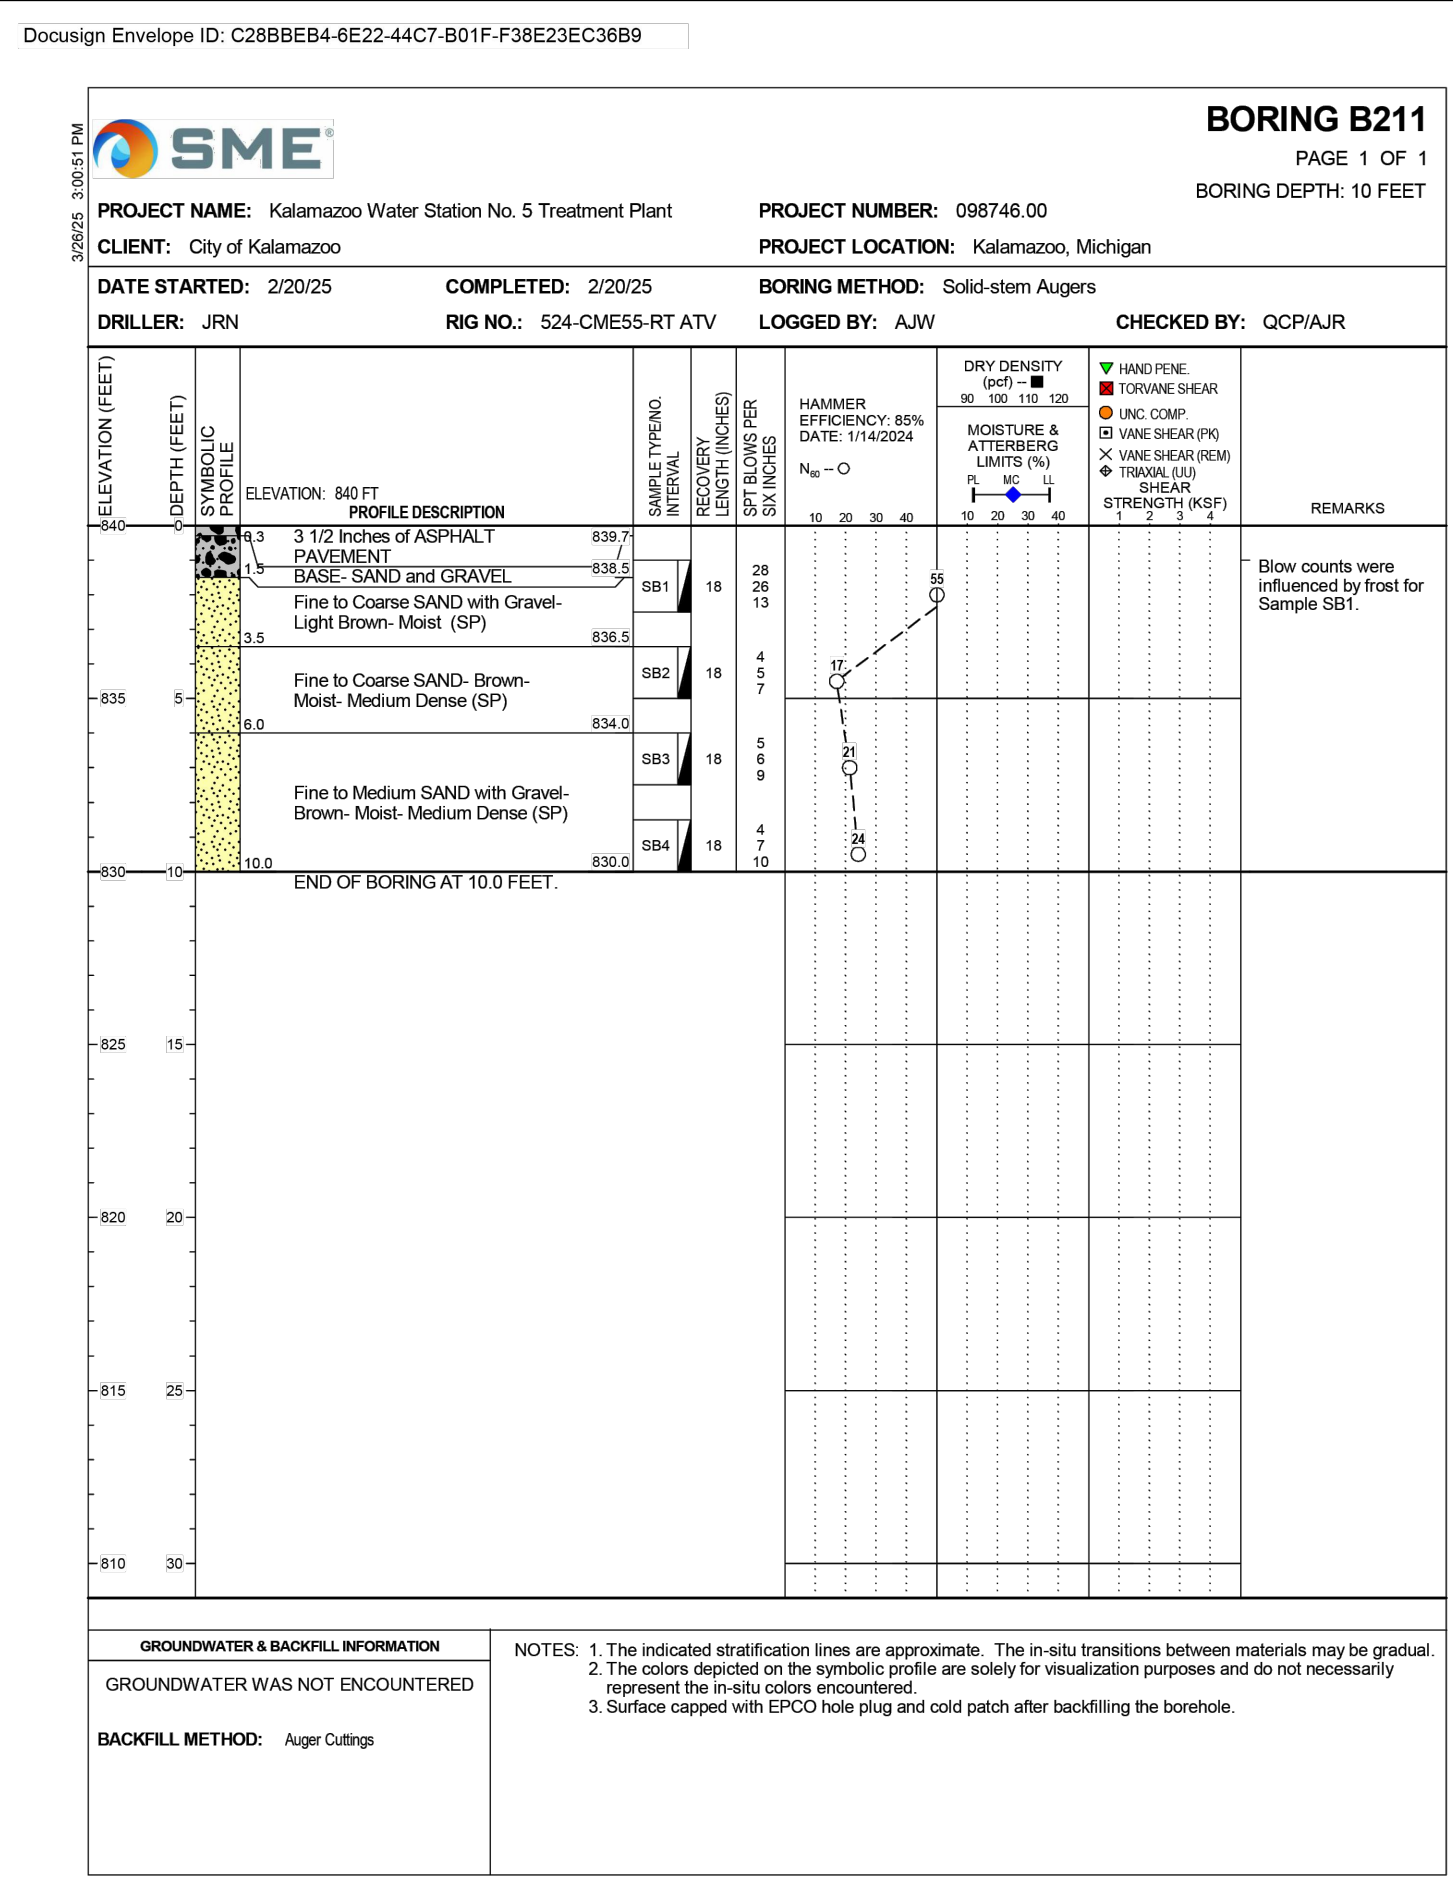 Docusign Envelope ID: C28BBEB4-6E22-44C7-B01F-F38E23EC36B9
3/26/25 3:00:51 PM
SME®
BORING B211
PAGE 1 OF 1
BORING DEPTH: 10 FEET
PROJECT NAME: Kalamazoo Water Station No. 5 Treatment Plant
PROJECT NUMBER: 098746.00
CLIENT: City of Kalamazoo
PROJECT LOCATION: Kalamazoo, Michigan
DATE STARTED: 2/20/25
COMPLETED: 2/20/25
BORING METHOD: Solid-stem Augers
DRILLER: JRN
RIG NO.: 524-CME55-RT ATV
LOGGED BY: AJW
CHECKED BY: QCP/AJR
ELEVATION (FEET)
DEPTH (FEET)
SYMBOLIC
PROFILE
ELEVATION: 840 FT
PROFILE DESCRIPTION
SAMPLE TYPE/NO.
INTERVAL
RECOVERY
LENGTH (INCHES)
SPT BLOWS PER
SIX INCHES
HAMMER
EFFICIENCY: 85%
DATE: 1/14/2024
N60 -- O
10 20 30 40
DRY DENSITY
(pcf) -- ■
90 100 110 120
MOISTURE &
ATTERBERG
LIMITS (%)
PL MC LL
10 20 30 40
HAND PENE.
TORVANE SHEAR
UNC. COMP.
VANE SHEAR (PK)
VANE SHEAR (REM)
TRIAXIAL (UU)
SHEAR
STRENGTH (KSF)
1 2 3 4
REMARKS
840 0
0.3 3 1/2 Inches of ASPHALT 839.7
PAVEMENT
1.5 838.5
BASE- SAND and GRAVEL
Fine to Coarse SAND with Gravel-
Light Brown- Moist (SP)
3.5 836.5
SB1 18
28
26
13
55
Blow counts were
influenced by frost for
Sample SB1.
Fine to Coarse SAND- Brown-
Moist- Medium Dense (SP)
SB2 18
4
5
7
17
835 5
6.0 834.0
SB3 18
5
6
9
21
Fine to Medium SAND with Gravel-
Brown- Moist- Medium Dense (SP)
SB4 18
4
7
10
24
10.0 830.0
830 10
END OF BORING AT 10.0 FEET.
825 15
820 20
815 25
810 30
GROUNDWATER & BACKFILL INFORMATION
GROUNDWATER WAS NOT ENCOUNTERED
BACKFILL METHOD: Auger Cuttings
NOTES: 1. The indicated stratification lines are approximate. The in-situ transitions between materials may be gradual.
2. The colors depicted on the symbolic profile are solely for visualization purposes and do not necessarily
represent the in-situ colors encountered.
3. Surface capped with EPCO hole plug and cold patch after backfilling the borehole.